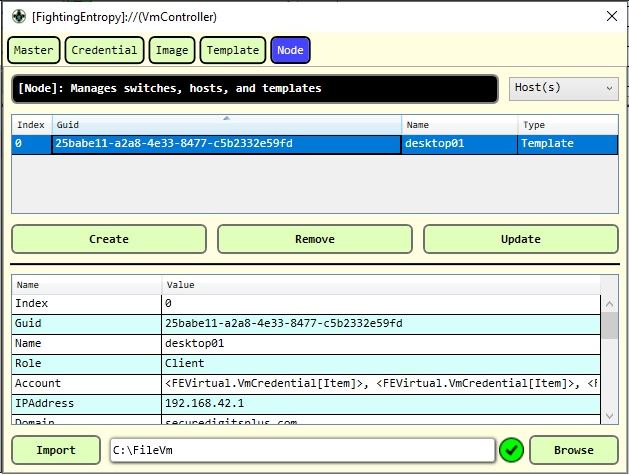 [FightingEntropy]://(VmController)
Master Credential Image Template Node
[Node]: Manages switches, hosts, and templates Host(s)
Index Guid Name Type
0 25babe11-a2a8-4e33-8477-c5b2332e59fd desktop01 Template
Create Remove Update
Name Value
Index 0
Guid 25babe11-a2a8-4e33-8477-c5b2332e59fd
Name desktop01
Role Client
Account <FEVirtual.VmCredential[Item]>, <FEVirtual.VmCredential[Item]>, <F
IPAddress 192.168.42.1
Domain securedigitsplus.com
Import C:\FileVm Browse